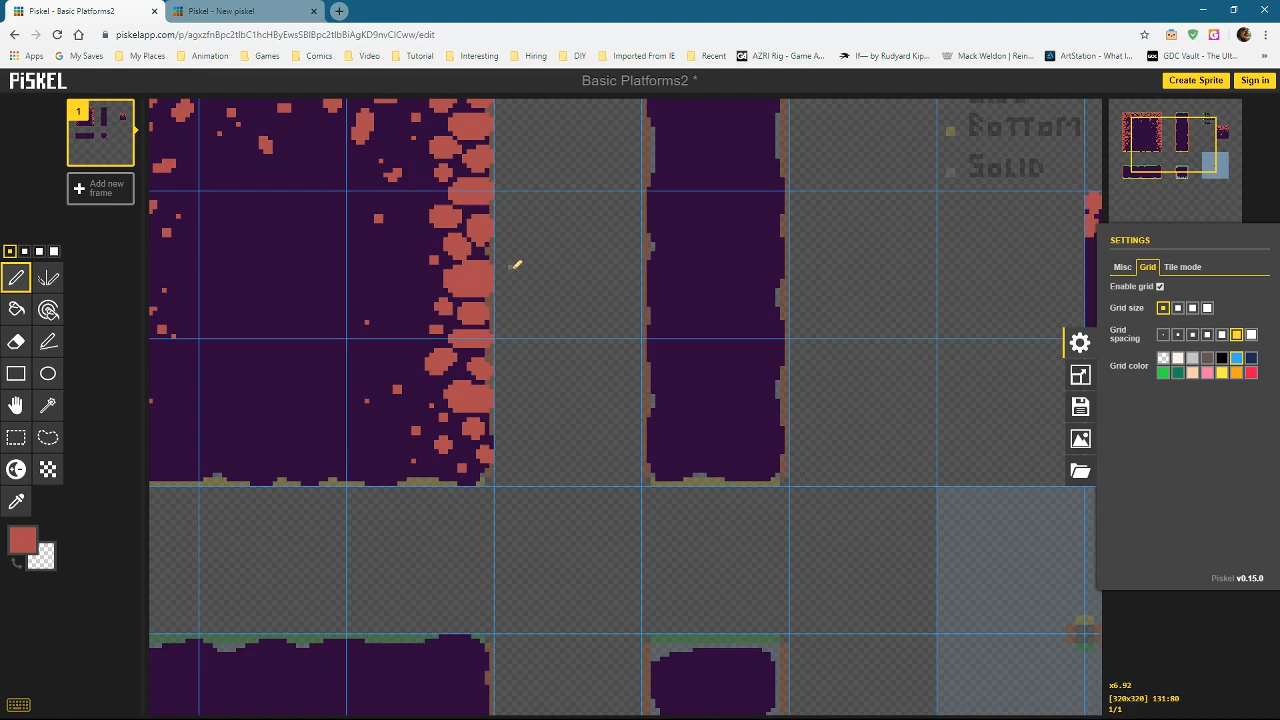 Piskel - Basic Platforms2
Piskel - New piskel
piskelapp.com/p/agxzfnBpc2tlbC1hcHByEwsSBlBpc2tlbBiAgKD9nvClCww/edit
Apps
My Saves
My Places
Animation
Games
Comics
Video
Tutorial
Interesting
Hiring
DIY
Imported From IE
Recent
AZRI Rig - Game A...
If— by Rudyard Kip...
Mack Weldon | Rein...
ArtStation - What I...
GDC Vault - The Ult...
PiSKEL
Basic Platforms2 *
Create Sprite
Sign in
1
Add new
frame
BoTToM
SoLiD
SETTINGS
Misc
Grid
Tile mode
Enable grid
Grid size
Grid
spacing
Grid color
Piskel v0.15.0
x6.92
[320x320] 131:80
1/1